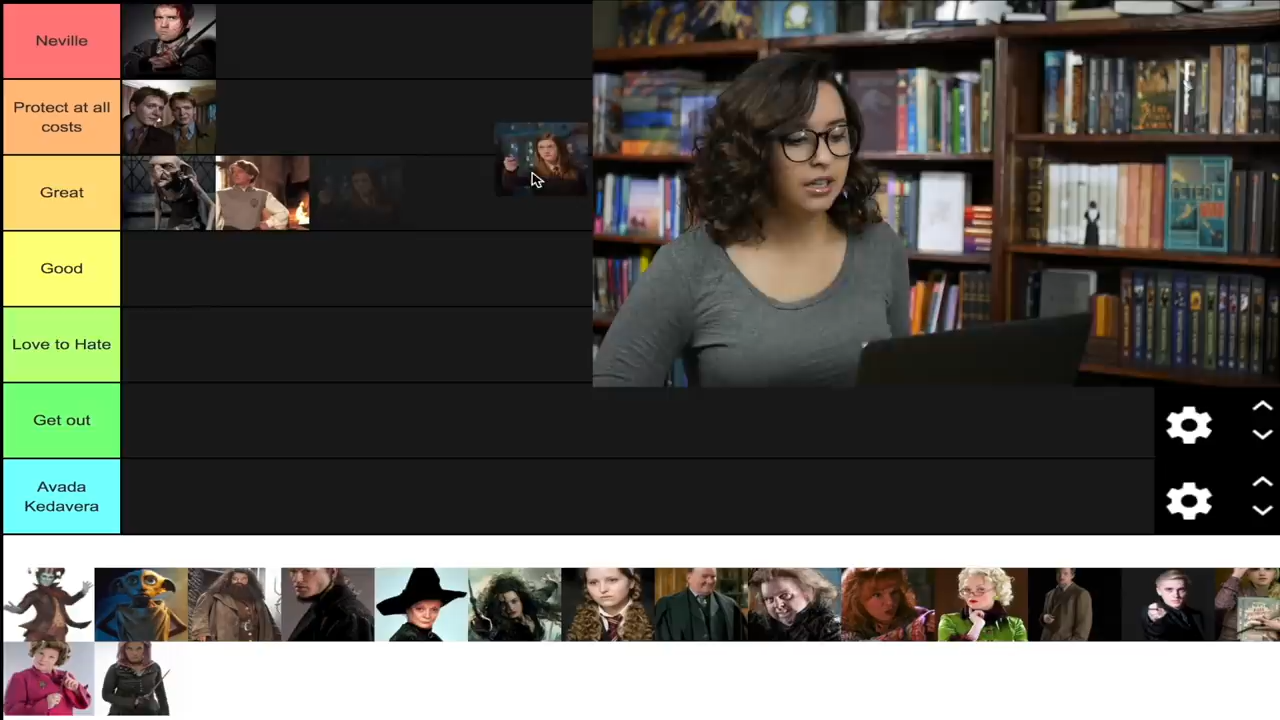 Neville
Protect at all
costs
Great
Good
Love to Hate
Get out
Avada
Kedavera